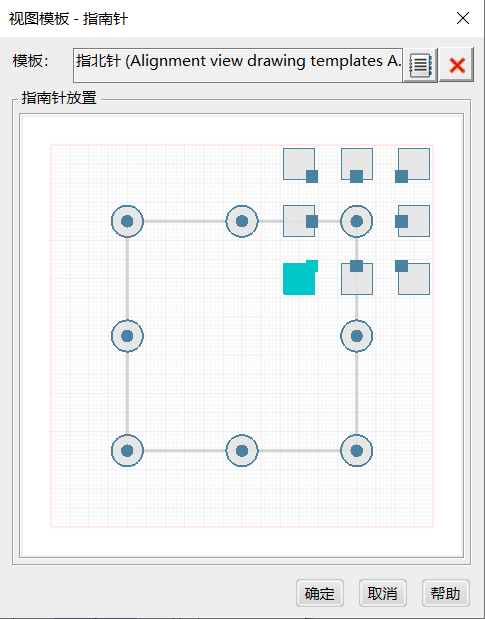 视图模板 - 指南针
模板： 指北针 (Alignment view drawing templates A.
指南针放置
确定 取消 帮助